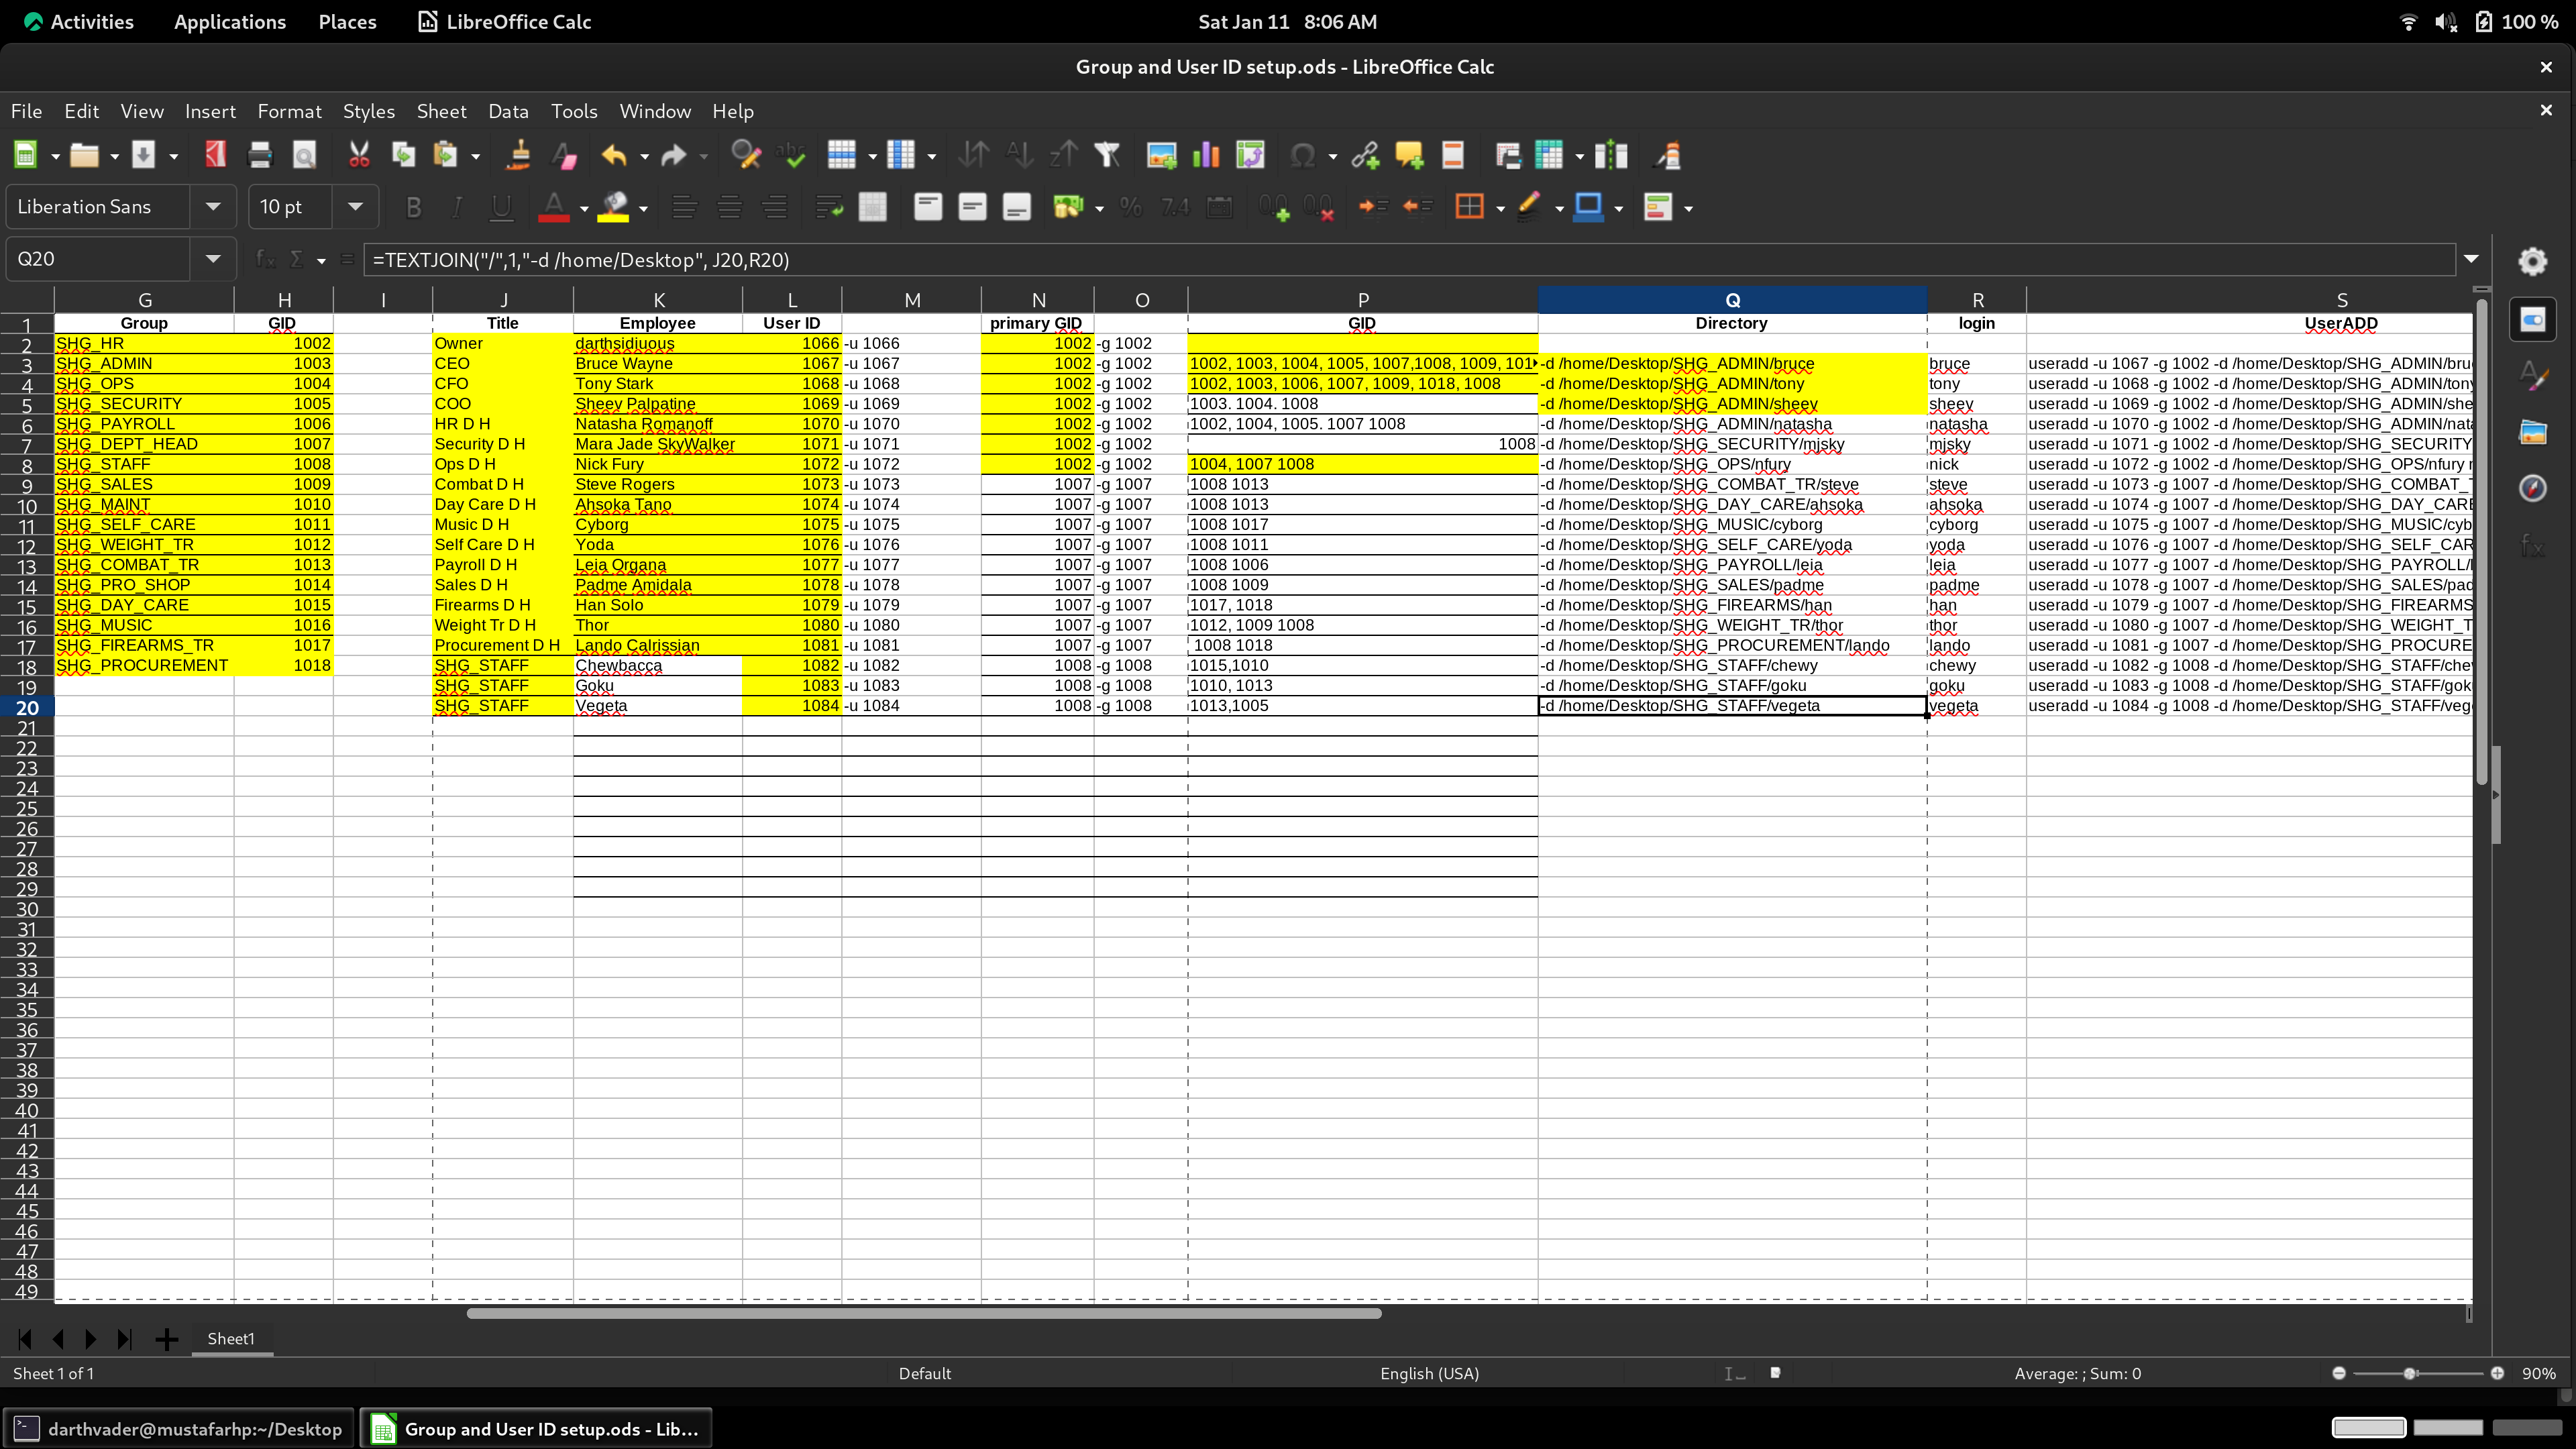 Activities Applications Places LibreOffice Calc Sat Jan 11 8:06 AM 100 %
Group and User ID setup.ods - LibreOffice Calc
File Edit View Insert Format Styles Sheet Data Tools Window Help
Liberation Sans 10 pt
Q20 =TEXTJOIN("/",1,"-d /home/Desktop", J20,R20)
G H I J K L M N O P Q R S
1 Group GID Title Employee User ID primary GID GID Directory login UserADD
2 SHG_HR 1002 Owner darthsidiuous 1066 -u 1066 1002 -g 1002
3 SHG_ADMIN 1003 CEO Bruce Wayne 1067 -u 1067 1002 -g 1002 1002, 1003, 1004, 1005, 1007,1008, 1009, 101 -d /home/Desktop/SHG_ADMIN/bruce bruce useradd -u 1067 -g 1002 -d /home/Desktop/SHG_ADMIN/bru
4 SHG_OPS 1004 CFO Tony Stark 1068 -u 1068 1002 -g 1002 1002, 1003, 1006, 1007, 1009, 1018, 1008 -d /home/Desktop/SHG_ADMIN/tony tony useradd -u 1068 -g 1002 -d /home/Desktop/SHG_ADMIN/tony
5 SHG_SECURITY 1005 COO Sheev Palpatine 1069 -u 1069 1002 -g 1002 1003. 1004. 1008 -d /home/Desktop/SHG_ADMIN/sheev sheev useradd -u 1069 -g 1002 -d /home/Desktop/SHG_ADMIN/she
6 SHG_PAYROLL 1006 HR D H Natasha Romanoff 1070 -u 1070 1002 -g 1002 1002, 1004, 1005. 1007 1008 -d /home/Desktop/SHG_ADMIN/natasha natasha useradd -u 1070 -g 1002 -d /home/Desktop/SHG_ADMIN/nata
7 SHG_DEPT_HEAD 1007 Security D H Mara Jade SkyWalker 1071 -u 1071 1002 -g 1002 1008 -d /home/Desktop/SHG_SECURITY/mjsky mjsky useradd -u 1071 -g 1002 -d /home/Desktop/SHG_SECURITY
8 SHG_STAFF 1008 Ops D H Nick Fury 1072 -u 1072 1002 -g 1002 1004, 1007 1008 -d /home/Desktop/SHG_OPS/nfury nick useradd -u 1072 -g 1002 -d /home/Desktop/SHG_OPS/nfury
9 SHG_SALES 1009 Combat D H Steve Rogers 1073 -u 1073 1007 -g 1007 1008 1013 -d /home/Desktop/SHG_COMBAT_TR/steve steve useradd -u 1073 -g 1007 -d /home/Desktop/SHG_COMBAT_T
10 SHG_MAINT 1010 Day Care D H Ahsoka Tano 1074 -u 1074 1007 -g 1007 1008 1013 -d /home/Desktop/SHG_DAY_CARE/ahsoka ahsoka useradd -u 1074 -g 1007 -d /home/Desktop/SHG_DAY_CARE
11 SHG_SELF_CARE 1011 Music D H Cyborg 1075 -u 1075 1007 -g 1007 1008 1017 -d /home/Desktop/SHG_MUSIC/cyborg cyborg useradd -u 1075 -g 1007 -d /home/Desktop/SHG_MUSIC/cyb
12 SHG_WEIGHT_TR 1012 Self Care D H Yoda 1076 -u 1076 1007 -g 1007 1008 1011 -d /home/Desktop/SHG_SELF_CARE/yoda yoda useradd -u 1076 -g 1007 -d /home/Desktop/SHG_SELF_CAR
13 SHG_COMBAT_TR 1013 Payroll D H Leia Organa 1077 -u 1077 1007 -g 1007 1008 1006 -d /home/Desktop/SHG_PAYROLL/leia leia useradd -u 1077 -g 1007 -d /home/Desktop/SHG_PAYROLL/
14 SHG_PRO_SHOP 1014 Sales D H Padme Amidala 1078 -u 1078 1007 -g 1007 1008 1009 -d /home/Desktop/SHG_SALES/padme padme useradd -u 1078 -g 1007 -d /home/Desktop/SHG_SALES/pad
15 SHG_DAY_CARE 1015 Firearms D H Han Solo 1079 -u 1079 1007 -g 1007 1017, 1018 -d /home/Desktop/SHG_FIREARMS/han han useradd -u 1079 -g 1007 -d /home/Desktop/SHG_FIREARMS
16 SHG_MUSIC 1016 Weight Tr D H Thor 1080 -u 1080 1007 -g 1007 1012, 1009 1008 -d /home/Desktop/SHG_WEIGHT_TR/thor thor useradd -u 1080 -g 1007 -d /home/Desktop/SHG_WEIGHT_T
17 SHG_FIREARMS_TR 1017 Procurement D H Lando Calrissian 1081 -u 1081 1007 -g 1007 1008 1018 -d /home/Desktop/SHG_PROCUREMENT/lando lando useradd -u 1081 -g 1007 -d /home/Desktop/SHG_PROCURE
18 SHG_PROCUREMENT 1018 SHG_STAFF Chewbacca 1082 -u 1082 1008 -g 1008 1015,1010 -d /home/Desktop/SHG_STAFF/chewy chewy useradd -u 1082 -g 1008 -d /home/Desktop/SHG_STAFF/chew
19 SHG_STAFF Goku 1083 -u 1083 1008 -g 1008 1010, 1013 -d /home/Desktop/SHG_STAFF/goku goku useradd -u 1083 -g 1008 -d /home/Desktop/SHG_STAFF/gok
20 SHG_STAFF Vegeta 1084 -u 1084 1008 -g 1008 1013,1005 -d /home/Desktop/SHG_STAFF/vegeta vegeta useradd -u 1084 -g 1008 -d /home/Desktop/SHG_STAFF/veg
21
22
23
24
25
26
27
28
29
30
31
32
33
34
35
36
37
38
39
40
41
42
43
44
45
46
47
48
49
Sheet1
Sheet 1 of 1 Default English (USA) Average: ; Sum: 0 90%
darthvader@mustafarhp:~/Desktop Group and User ID setup.ods - Lib...